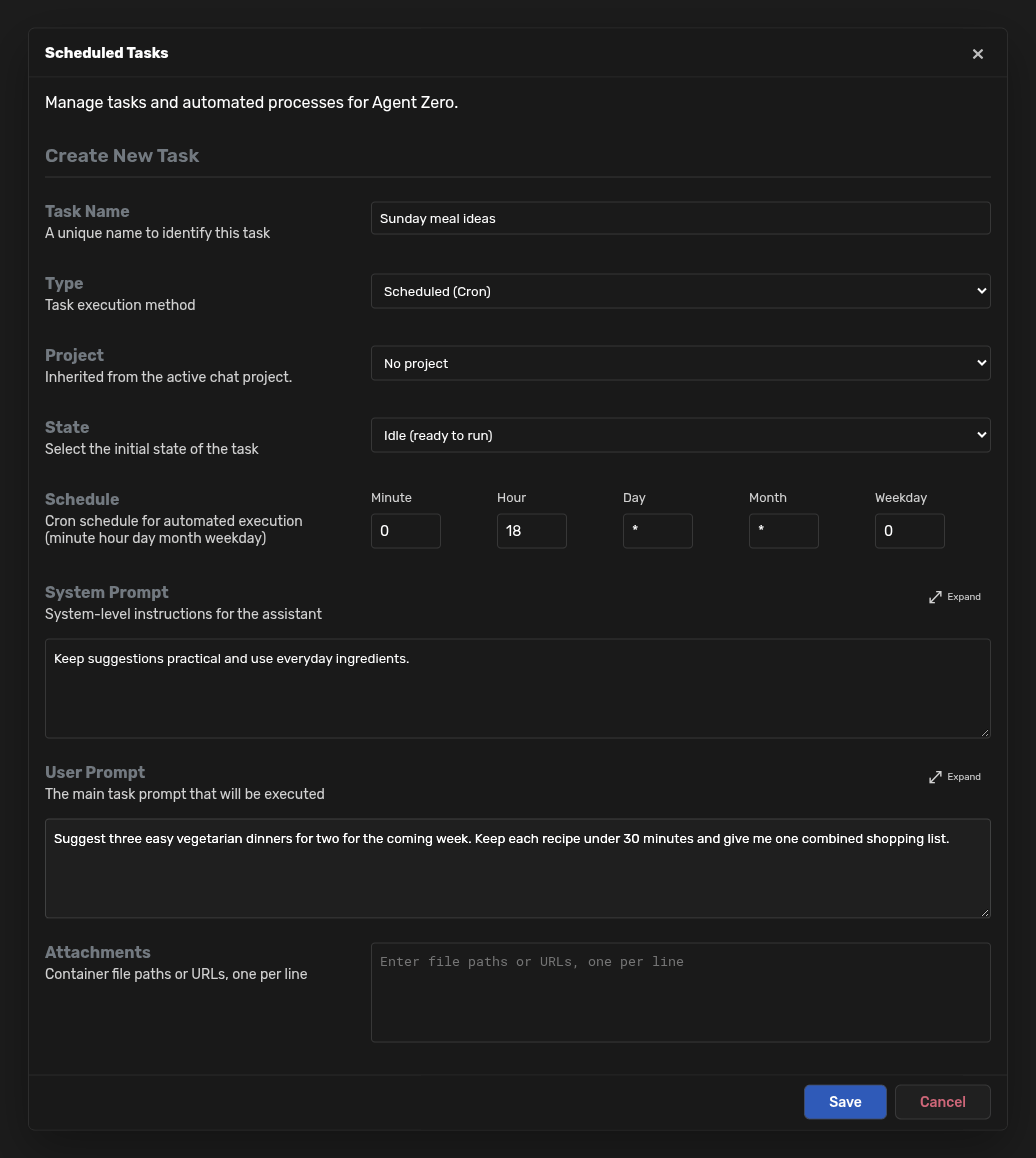 Scheduled Tasks
Manage tasks and automated processes for Agent Zero.
Create New Task
Task Name
A unique name to identify this task
Sunday meal ideas
Type
Task execution method
Scheduled (Cron)
Project
Inherited from the active chat project.
No project
State
Select the initial state of the task
Idle (ready to run)
Schedule
Cron schedule for automated execution
(minute hour day month weekday)
Minute Hour Day Month Weekday
0 18 * * 0
System Prompt
System-level instructions for the assistant
Expand
Keep suggestions practical and use everyday ingredients.
User Prompt
The main task prompt that will be executed
Expand
Suggest three easy vegetarian dinners for two for the coming week. Keep each recipe under 30 minutes and give me one combined shopping list.
Attachments
Container file paths or URLs, one per line
Enter file paths or URLs, one per line
Save Cancel